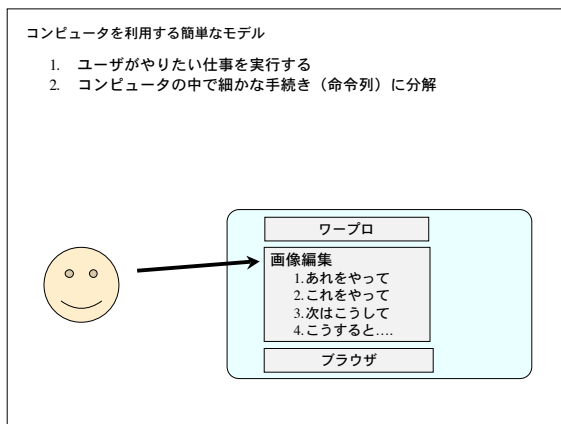 コンピュータを利用する簡単なモデル
1. ユーザがやりたい仕事を実行する
2. コンピュータの中で細かな手続き（命令列）に分解
ワープロ
画像編集
1.あれをやって
2.これをやって
3.次はこうして
4.こうすると….
ブラウザ